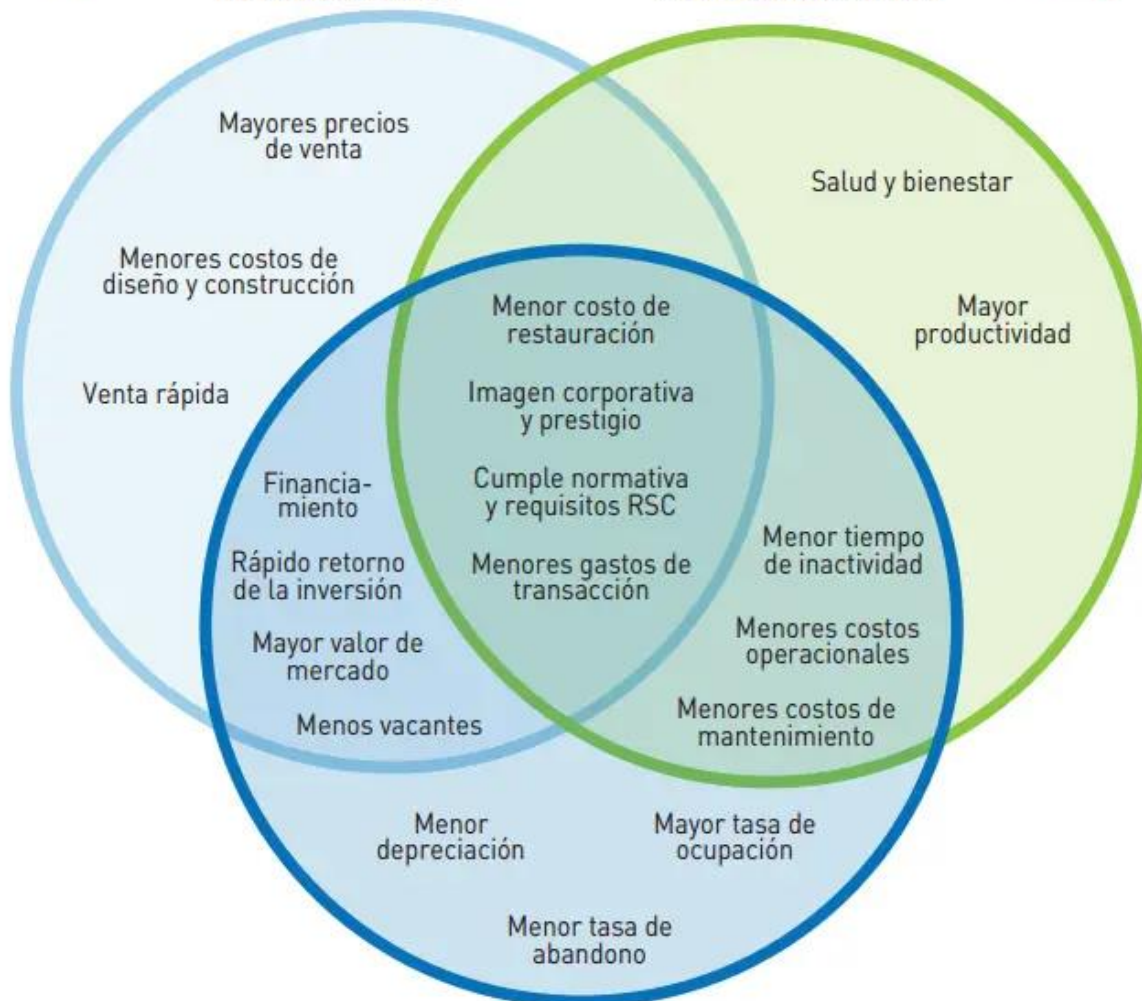 Mayores precios
de venta
Salud y bienestar
Menores costos de
diseño y construcción
Menor costo de
restauración
Mayor
productividad
Venta rápida
Imagen corporativa
y prestigio
Financia-
miento
Cumple normativa
y requisitos RSC
Menor tiempo
de inactividad
Rápido retorno
de la inversión
Menores gastos de
transacción
Mayor valor de
mercado
Menores costos
operacionales
Menos vacantes
Menores costos de
mantenimiento
Menor
depreciación
Mayor tasa de
ocupación
Menor tasa de
abandono